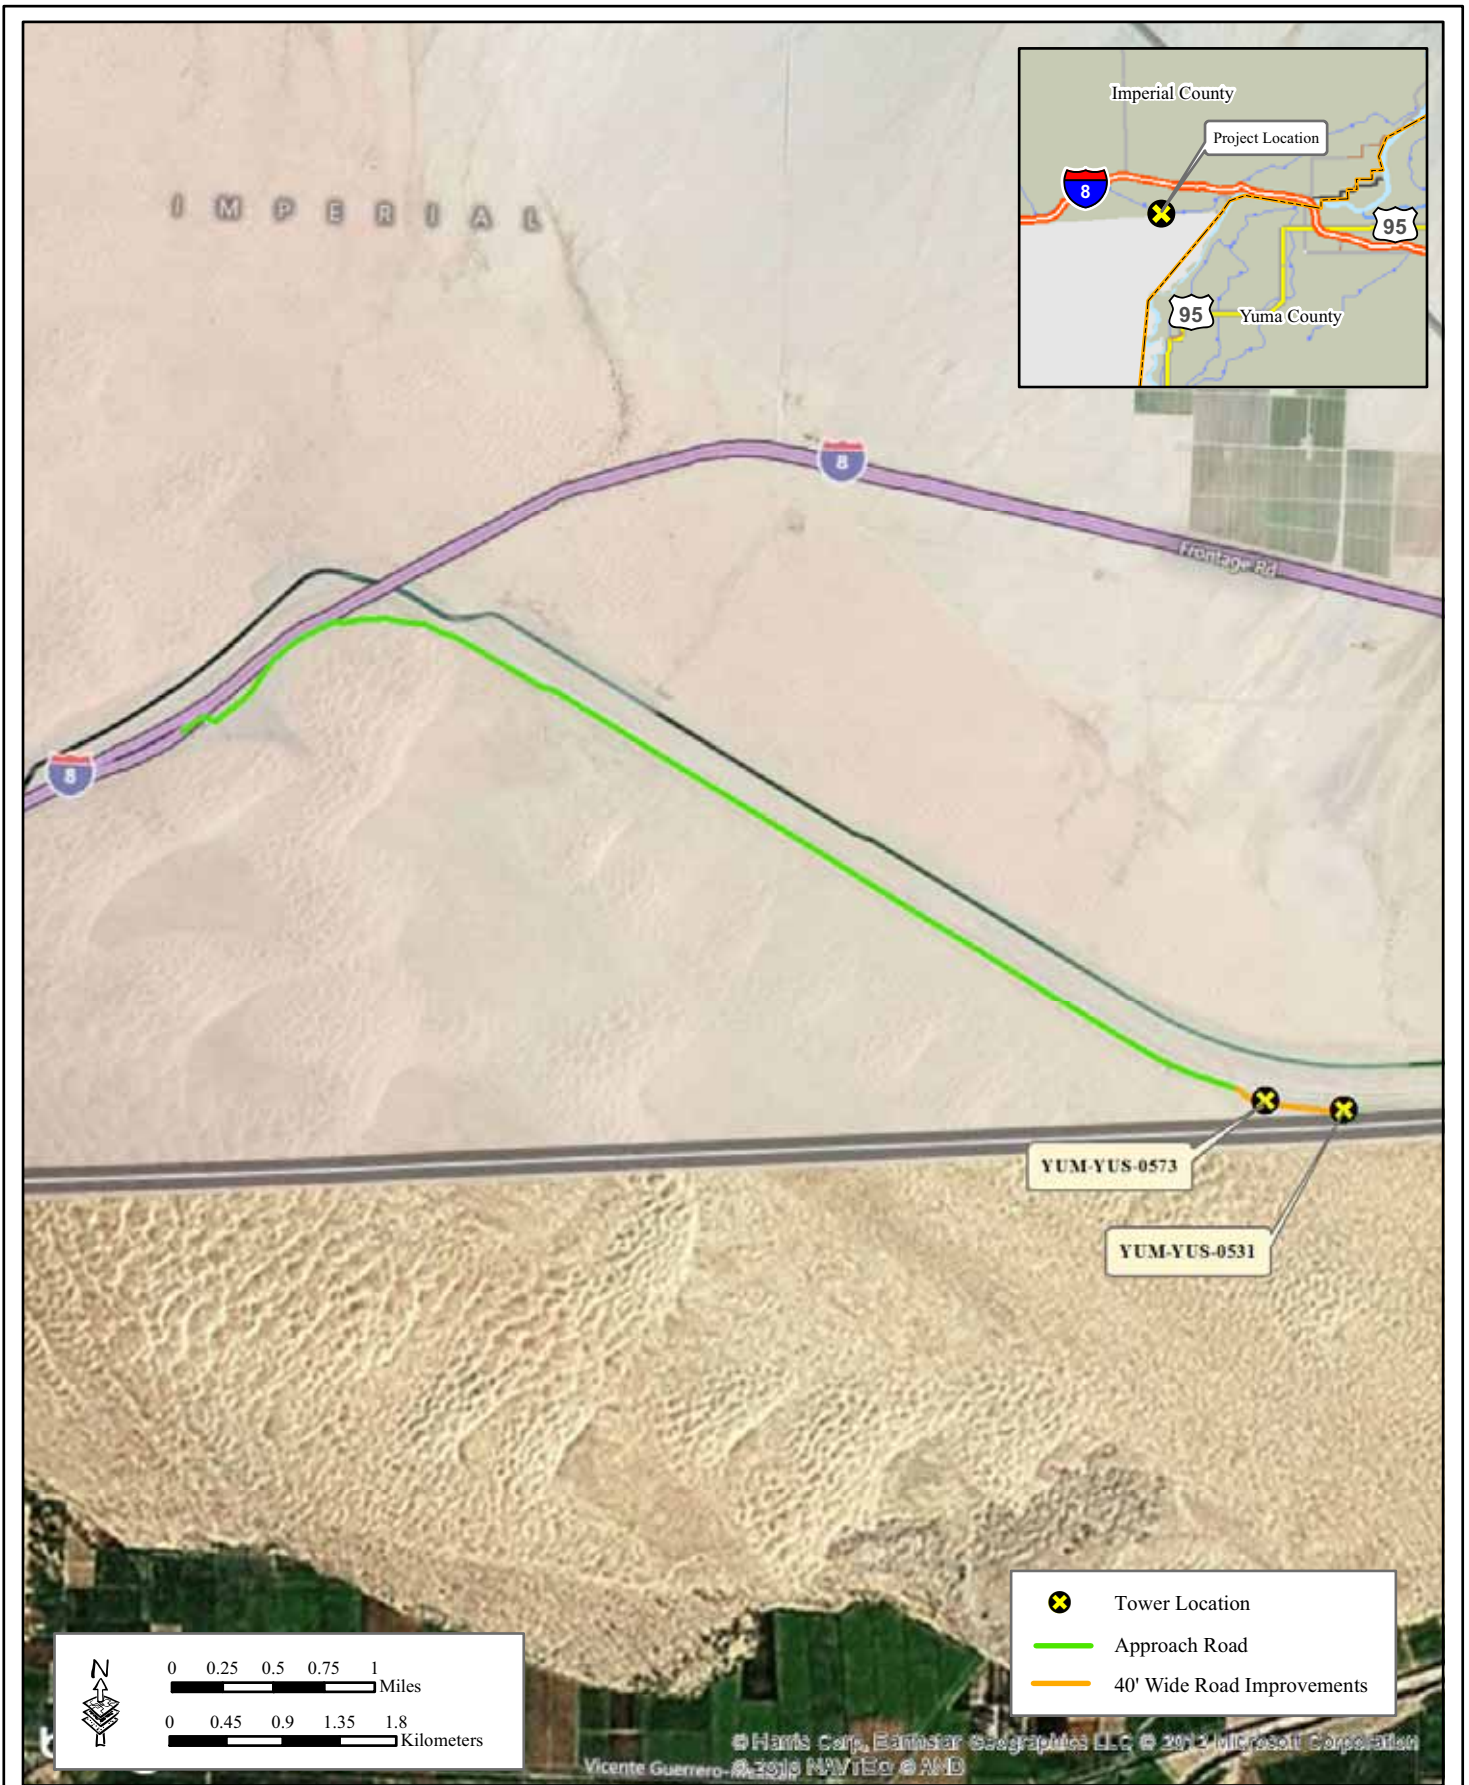 Imperial County
Project Location
8
95
95
Yuma County
IMPERIAL
8
Frontage Rd
8
YUM-YUS-0573
YUM-YUS-0531
Tower Location
Approach Road
40' Wide Road Improvements
N
0 0.25 0.5 0.75 1
Miles
0 0.45 0.9 1.35 1.8
Kilometers
© Harris Corp, Earthstar Geographics LLC © 2012 Microsoft Corporation
© 2010 NAVTEQ © AND
Vicente Guerrero-